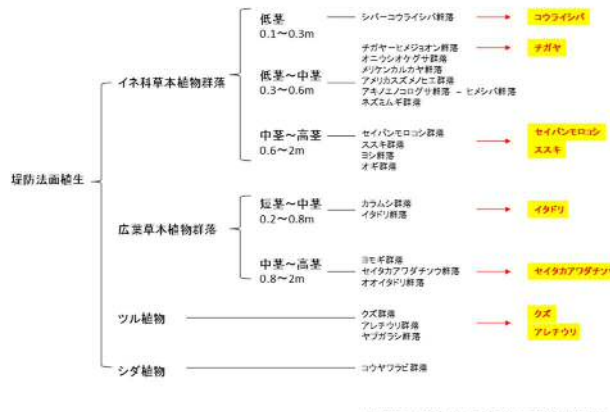 堤防法面植生
イネ科草本植物群落
低茎
0.1～0.3m
シバーコウライシバ群落
コウライシバ
低茎～中茎
0.3～0.6m
チガヤーヒメジョオン群落
オニウシオケグサ群落
メリケンカルカヤ群落
アメリカスズメノヒエ群落
アキノエノコログサ群落 － ヒメシバ群落
ネズミムギ群落
チガヤ
中茎～高茎
0.6～2m
セイバンモロコシ群落
ススキ群落
ヨシ群落
オギ群落
セイバンモロコシ
ススキ
広葉草本植物群落
短茎～中茎
0.2～0.8m
カラムシ群落
イタドリ群落
イタドリ
中茎～高茎
0.8～2m
ヨモギ群落
セイタカアワダチソウ群落
オオイタドリ群落
セイタカアワダチソウ
ツル植物
クズ群落
アレチウリ群落
ヤブガラシ群落
クズ
アレチウリ
シダ植物
コウヤワラビ群落